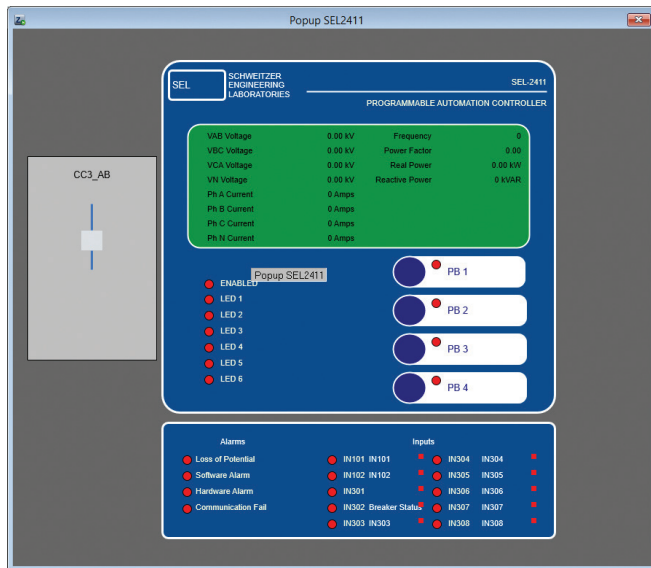 Popup SEL2411
SEL
SCHWEITZER
ENGINEERING
LABORATORIES
SEL-2411
PROGRAMMABLE AUTOMATION CONTROLLER
CC3_AB
VAB Voltage 0.00 kV Frequency 0
VBC Voltage 0.00 kV Power Factor 0.00
VCA Voltage 0.00 kV Real Power 0.00 kW
VN Voltage 0.00 kV Reactive Power 0 kVAR
Ph A Current 0 Amps
Ph B Current 0 Amps
Ph C Current 0 Amps
Ph N Current 0 Amps
Popup SEL2411
ENABLED
LED 1
LED 2
LED 3
LED 4
LED 5
LED 6
PB 1
PB 2
PB 3
PB 4
Alarms Inputs
Loss of Potential IN101 IN101 IN304 IN304
Software Alarm IN102 IN102 IN305 IN305
Hardware Alarm IN301 IN306 IN306
Communication Fail IN302 Breaker Status IN307 IN307
IN303 IN303 IN308 IN308